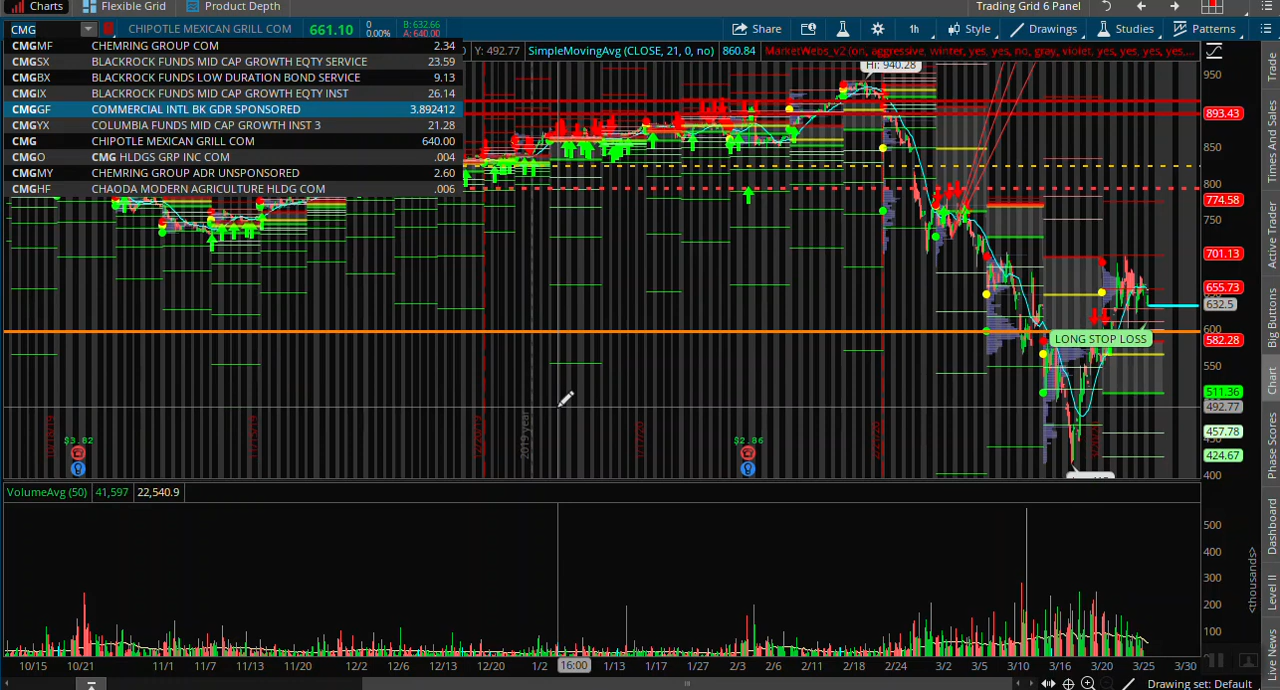 Charts Flexible Grid Product Depth Trading Grid 6 Panel
CMG CHIPOTLE MEXICAN GRILL COM 661.10 0 0.00% B: 632.66 A: 640.00 Share 1h Style Drawings Studies Patterns
Y: 492.77 SimpleMovingAvg (CLOSE, 21, 0, no) 860.84 MarketWebs_v2 (on, aggressive, winter, yes, yes, no, gray, violet, yes, yes, yes, yes,...
CMGMF CHEMRING GROUP COM 2.34
CMGSX BLACKROCK FUNDS MID CAP GROWTH EQTY SERVICE 23.59
CMGBX BLACKROCK FUNDS LOW DURATION BOND SERVICE 9.13
CMGIX BLACKROCK FUNDS MID CAP GROWTH EQTY INST 26.14
CMGGF COMMERCIAL INTL BK GDR SPONSORED 3.892412
CMGYX COLUMBIA FUNDS MID CAP GROWTH INST 3 21.28
CMG CHIPOTLE MEXICAN GRILL COM 640.00
CMGO CMG HLDGS GRP INC COM .004
CMGMY CHEMRING GROUP ADR UNSPONSORED 2.60
CMGHF CHAODA MODERN AGRICULTURE HLDG COM .006
Hi: 940.28
950
893.43
850
800
774.58
750
701.13
655.73
632.5
600
582.28
550
511.36
492.77
457.78
424.67
400
LONG STOP LOSS
$3.82
$2.86
2019 year
VolumeAvg (50) 41,597 22,540.9
500
400
300
200
100
<thousands>
10/15 10/21 11/1 11/7 11/13 11/20 12/2 12/6 12/12 12/20 1/2 16:00 1/13 1/17 1/27 2/3 2/6 2/11 2/18 2/24 3/2 3/5 3/10 3/16 3/20 3/25 3/30
Drawing set: Default
Trade
Times And Sales
Active Trader
Big Buttons
Chart
Phase Scores
Dashboard
Level II
Live News